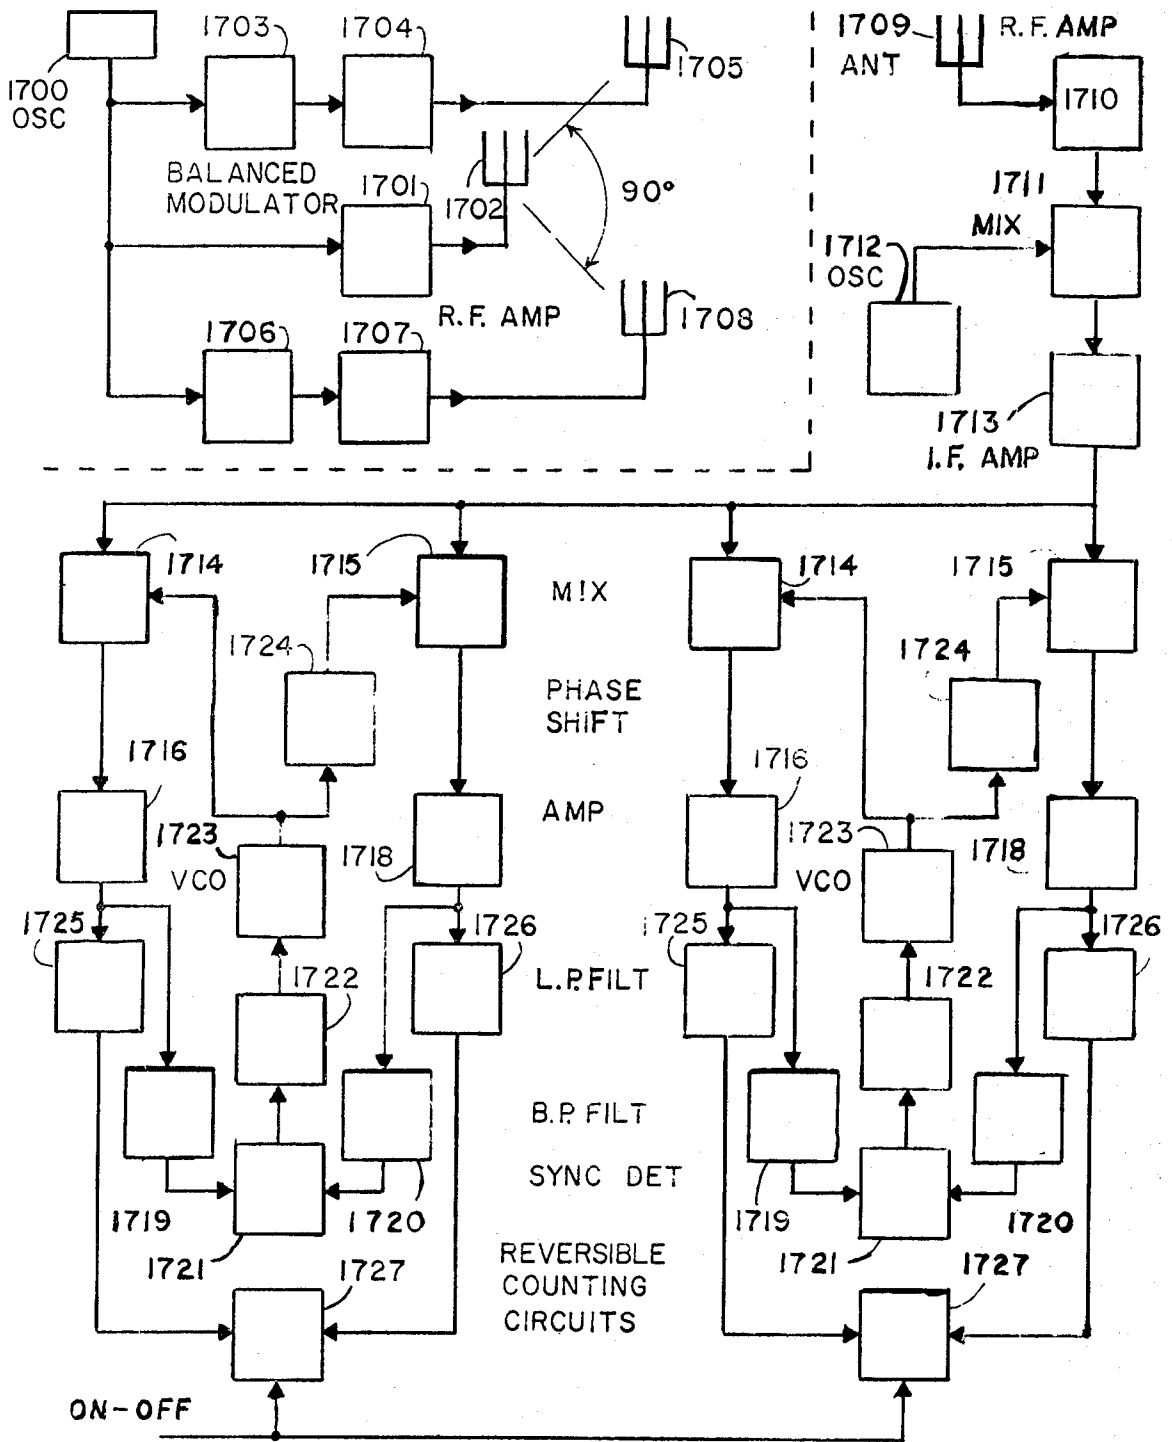 1703
1704
1709
R.F. AMP
ANT
1705
1700
OSC
1710
BALANCED
MODULATOR
1701
1702
90°
1711
MIX
1712
OSC
R.F. AMP
1708
1706
1707
1713
I.F. AMP
1714
1715
MIX
1714
1715
1724
1724
PHASE
SHIFT
1716
1716
AMP
1723
VCO
1718
1723
VCO
1718
1725
1726
1725
1726
1722
L.P. FILT
1722
B.P. FILT
SYNC DET
1719
1720
1719
1720
1721
1727
1721
1727
REVERSIBLE
COUNTING
CIRCUITS
ON-OFF